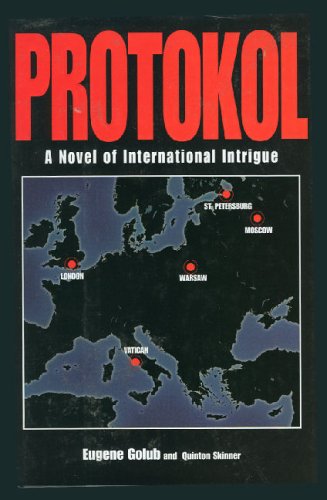 PROTOKOL
A Novel of International Intrigue
ST. PETERSBURG
MOSCOW
LONDON
WARSAW
VATICAN
Eugene Golub and Quinton Skinner